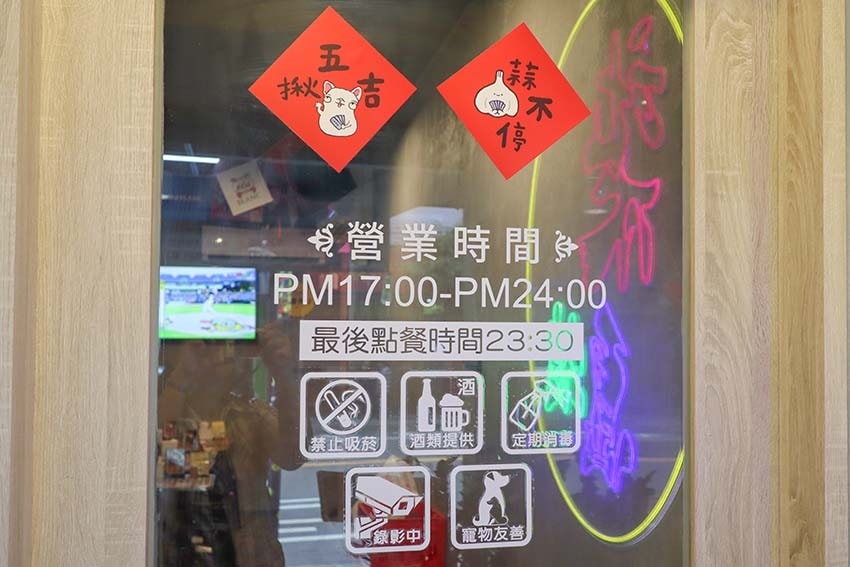 揪五吉
蒜不停
營業時間
PM17:00-PM24:00
最後點餐時間23:30
禁止吸菸
酒
酒類提供
定期消毒
錄影中
寵物友善